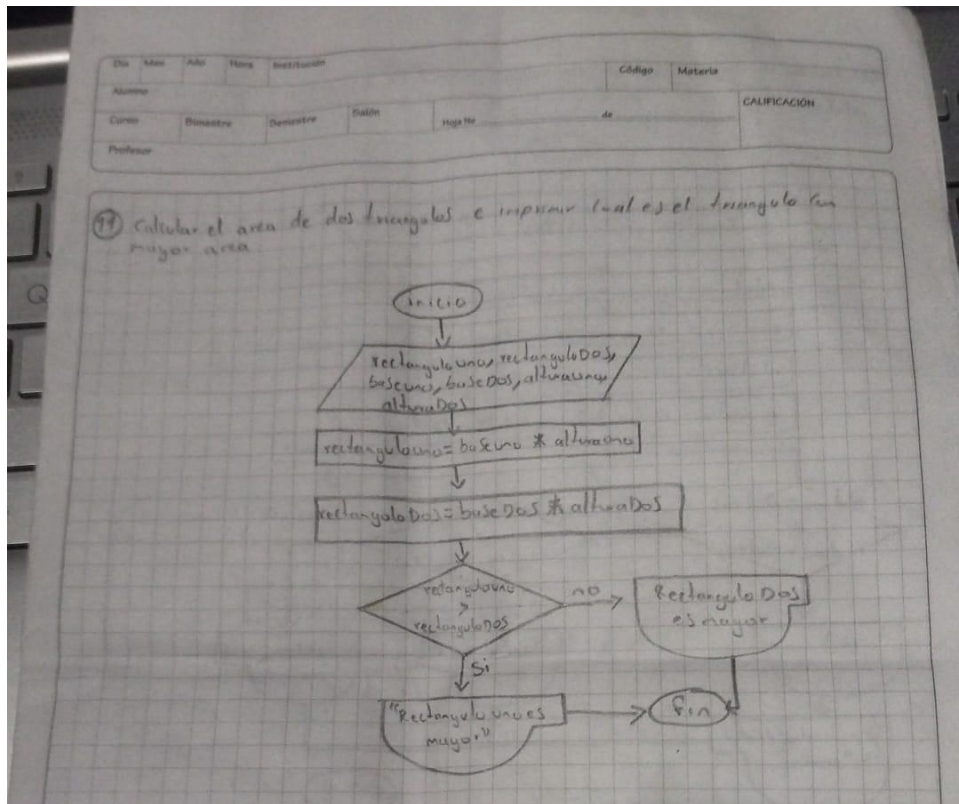 Día Mes Año Hora Institución Código Materia
Alumno
CALIFICACIÓN
Curso Bimestre Semestre Salón Hoja No de
Profesor
Calcular el area de dos triangulos e imprimir cual es el triangulo con
mayor area.
inicio
rectangulouno, rectanguloDos,
baseuno, baseDos, alturauno,
alturaDos
rectangulouno = baseuno * alturauno
rectanguloDos = baseDos * alturaDos
rectangulouno
>
rectanguloDOS
no
Rectangulo Dos
es mayor
Si
"Rectangulo uno es
mayor"
fin
Q